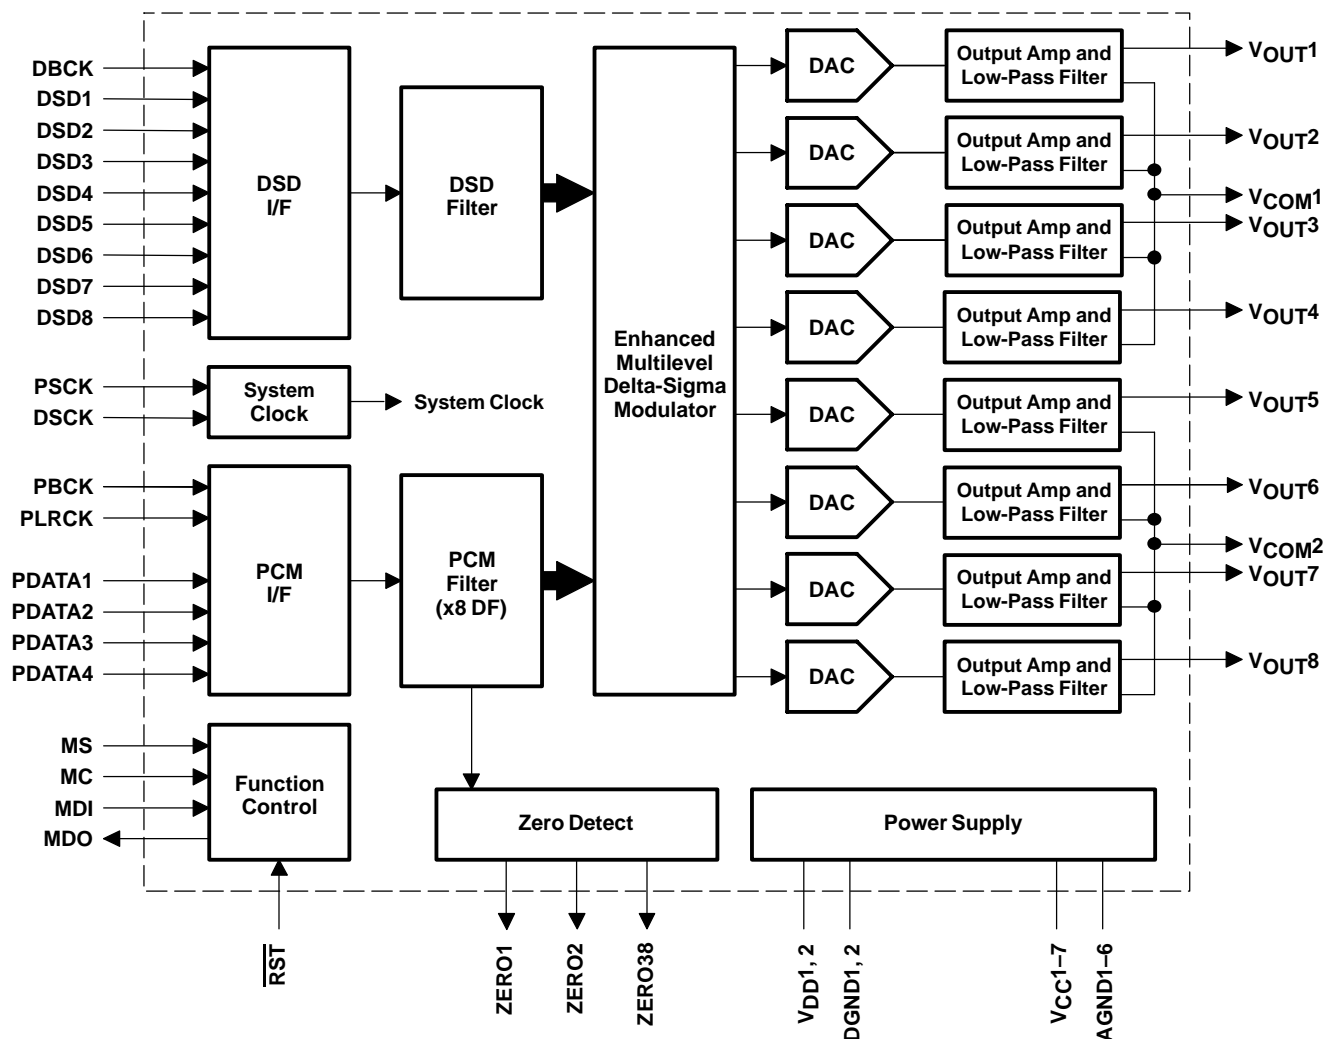 DBCK
DSD1
DSD2
DSD3
DSD4
DSD5
DSD6
DSD7
DSD8
DSD
I/F
DSD
Filter
PSCK
DSCK
System
Clock
System Clock
PBCK
PLRCK
PDATA1
PDATA2
PDATA3
PDATA4
PCM
I/F
PCM
Filter
(x8 DF)
Enhanced
Multilevel
Delta-Sigma
Modulator
DAC
Output Amp and
Low-Pass Filter
VOUT1
DAC
Output Amp and
Low-Pass Filter
VOUT2
VCOM1
DAC
Output Amp and
Low-Pass Filter
VOUT3
DAC
Output Amp and
Low-Pass Filter
VOUT4
DAC
Output Amp and
Low-Pass Filter
VOUT5
DAC
Output Amp and
Low-Pass Filter
VOUT6
VCOM2
DAC
Output Amp and
Low-Pass Filter
VOUT7
DAC
Output Amp and
Low-Pass Filter
VOUT8
MS
MC
MDI
MDO
Function
Control
Zero Detect
Power Supply
RST
ZERO1
ZERO2
ZERO38
VDD1, 2
DGND1, 2
VCC1–7
AGND1–6